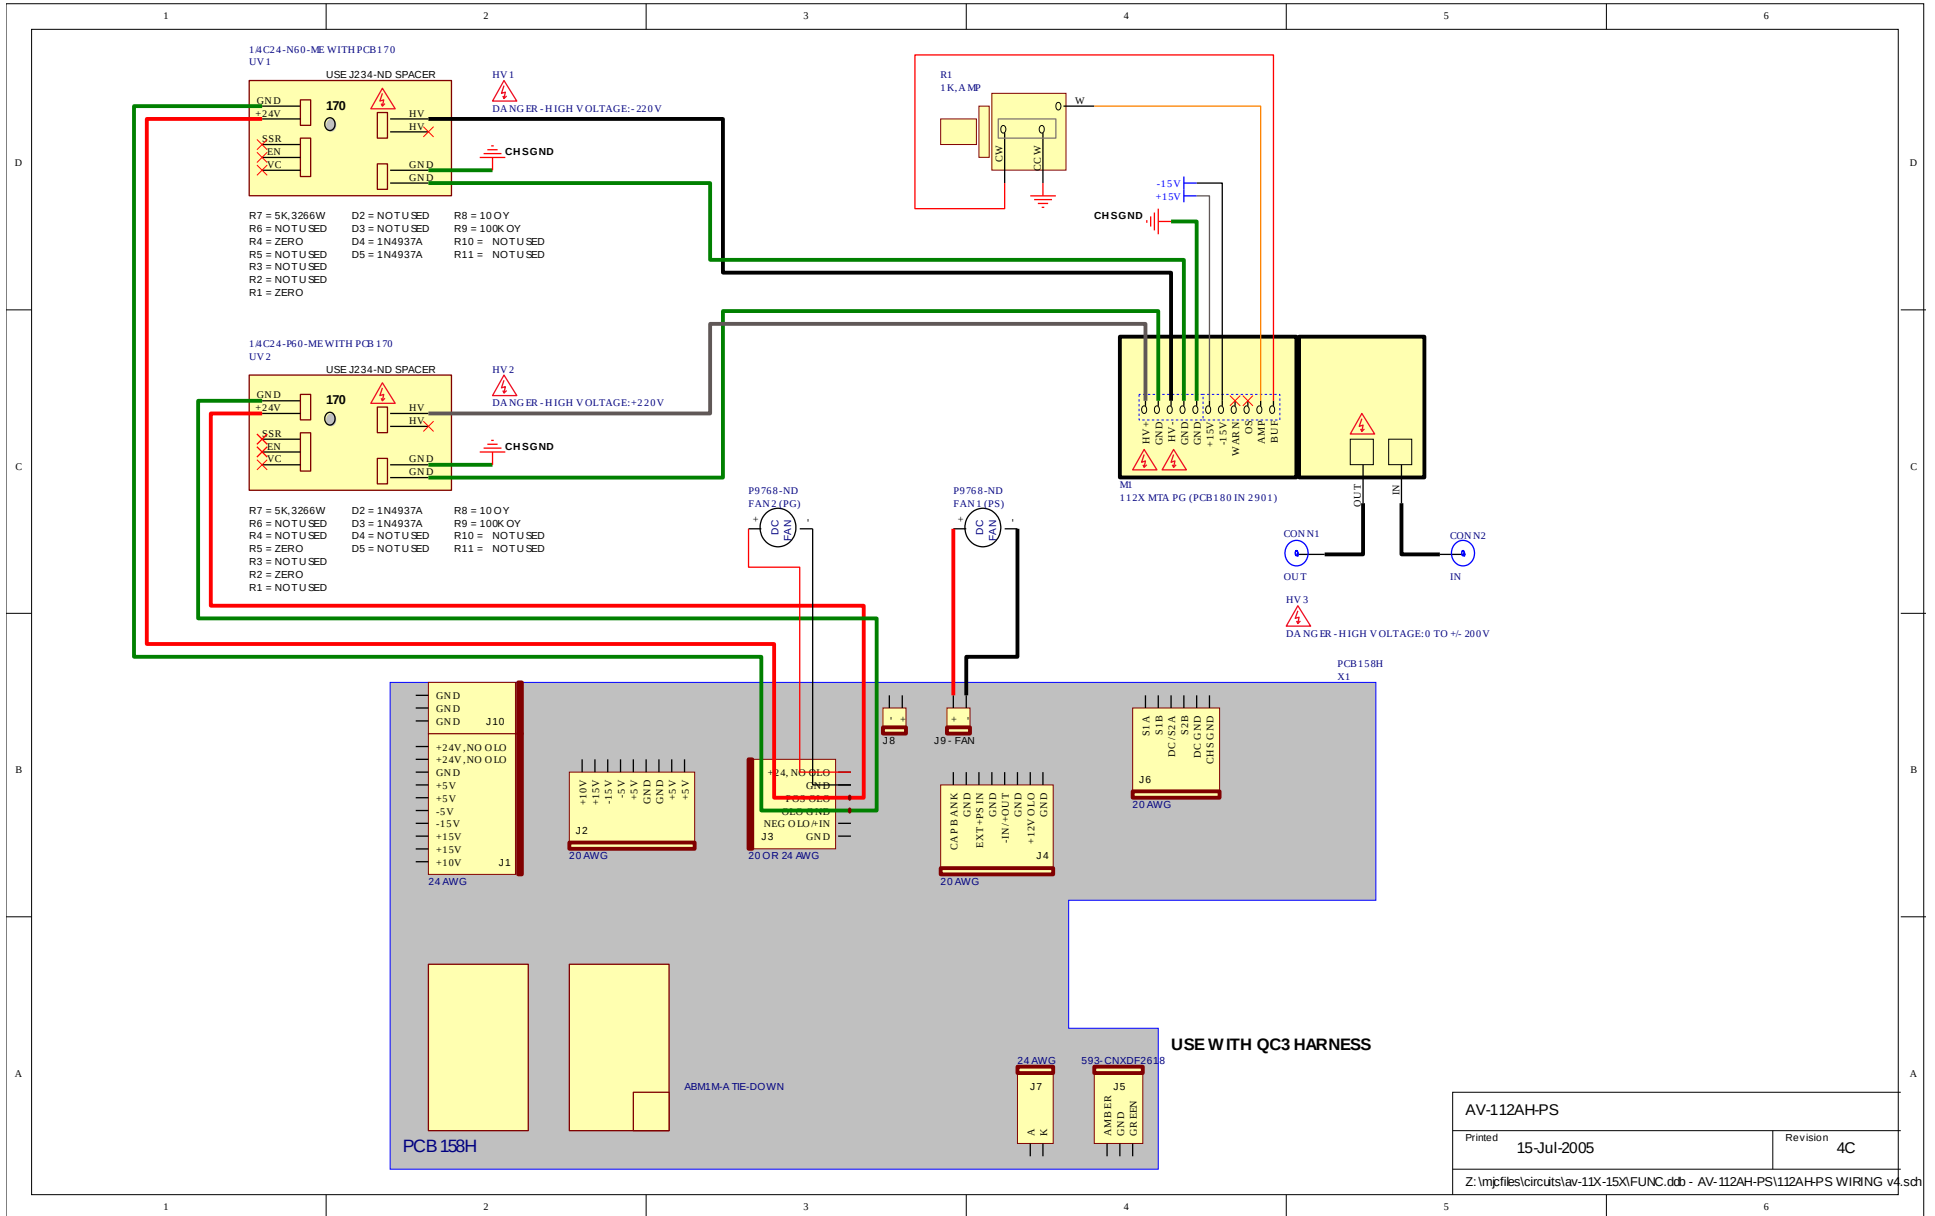 1 2 3 4 5 6
1/4C24-N60-ME WITH PCB170
UV1
USE J234-ND SPACER
GND
+24V
SSR
EN
VC
170
HV
HV
GND
GND
HV1
DANGER - HIGH VOLTAGE: -220V
CHSGND
R7 = 5K, 3266W D2 = NOT USED R8 = 10 OY
R6 = NOT USED D3 = NOT USED R9 = 100K OY
R4 = ZERO D4 = 1N4937A R10 = NOT USED
R5 = NOT USED D5 = 1N4937A R11 = NOT USED
R3 = NOT USED
R2 = NOT USED
R1 = ZERO
R1
1K, AMP
W
CW
CCW
-15V
+15V
CHSGND
D D
1/4C24-P60-ME WITH PCB170
UV2
USE J234-ND SPACER
GND
+24V
SSR
EN
VC
170
HV
HV
GND
GND
HV2
DANGER - HIGH VOLTAGE: +220V
CHSGND
R7 = 5K, 3266W D2 = 1N4937A R8 = 10 OY
R6 = NOT USED D3 = 1N4937A R9 = 100K OY
R4 = NOT USED D4 = NOT USED R10 = NOT USED
R5 = ZERO D5 = NOT USED R11 = NOT USED
R3 = NOT USED
R2 = ZERO
R1 = NOT USED
HV+
GND
HV-
GND
GND
+15V
-15V
WARN
OS
AMP
BUF
M1
112X MTA PG (PCB180 IN 2901)
OUT
IN
CONN1
OUT
CONN2
IN
HV3
DANGER - HIGH VOLTAGE: 0 TO +/- 200V
C C
P9768-ND
FAN2 (PG)
+ -
DC FAN
P9768-ND
FAN1 (PS)
+ -
DC FAN
PCB158H
X1
GND
GND
GND
J10
+24V, NO OLO
+24V, NO OLO
GND
+5V
+5V
-5V
-15V
+15V
+15V
+10V
J1
24 AWG
+10V
+15V
-15V
-5V
+5V
GND
GND
+5V
+5V
J2
20 AWG
+24, NO OLO
GND
POS OLO
OLO GND
NEG OLO/+IN
GND
J3
20 OR 24 AWG
- +
J8
+ -
J9 - FAN
CAP BANK
GND
EXT +PS IN
GND
-IN/+OUT
GND
+12V OLO
GND
J4
20 AWG
S1A
S1B
DC/S2A
S2B
DC GND
CHS GND
J6
20 AWG
B B
ABM1M-A TIE-DOWN
PCB 158H
24 AWG
J7
A
K
593-CNXDF2618
J5
AMBER
GND
GREEN
USE WITH QC3 HARNESS
A A
AV-112AH-PS
Printed 15-Jul-2005 Revision 4C
Z:\mjcfiles\circuits\av-11X-15X\FUNC.ddb - AV-112AH-PS\112AH-PS WIRING v4.sch
1 2 3 4 5 6